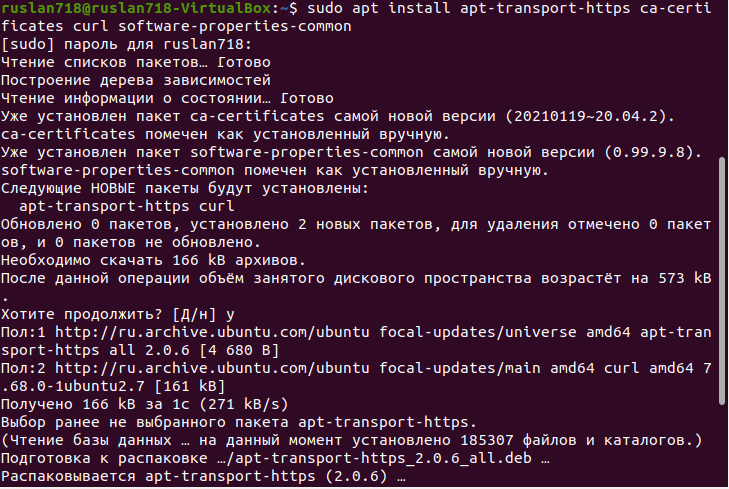 ruslan718@ruslan718-VirtualBox:~$ sudo apt install apt-transport-https ca-certi
ficates curl software-properties-common
[sudo] пароль для ruslan718:
Чтение списков пакетов… Готово
Построение дерева зависимостей
Чтение информации о состоянии… Готово
Уже установлен пакет ca-certificates самой новой версии (20210119~20.04.2).
ca-certificates помечен как установленный вручную.
Уже установлен пакет software-properties-common самой новой версии (0.99.9.8).
software-properties-common помечен как установленный вручную.
Следующие НОВЫЕ пакеты будут установлены:
  apt-transport-https curl
Обновлено 0 пакетов, установлено 2 новых пакетов, для удаления отмечено 0 пакет
ов, и 0 пакетов не обновлено.
Необходимо скачать 166 kB архивов.
После данной операции объём занятого дискового пространства возрастёт на 573 kB
.
Хотите продолжить? [Д/н] y
Пол:1 http://ru.archive.ubuntu.com/ubuntu focal-updates/universe amd64 apt-tran
sport-https all 2.0.6 [4 680 B]
Пол:2 http://ru.archive.ubuntu.com/ubuntu focal-updates/main amd64 curl amd64 7
.68.0-1ubuntu2.7 [161 kB]
Получено 166 kB за 1с (271 kB/s)
Выбор ранее не выбранного пакета apt-transport-https.
(Чтение базы данных … на данный момент установлено 185307 файлов и каталогов.)
Подготовка к распаковке …/apt-transport-https_2.0.6_all.deb …
Распаковывается apt-transport-https (2.0.6) …